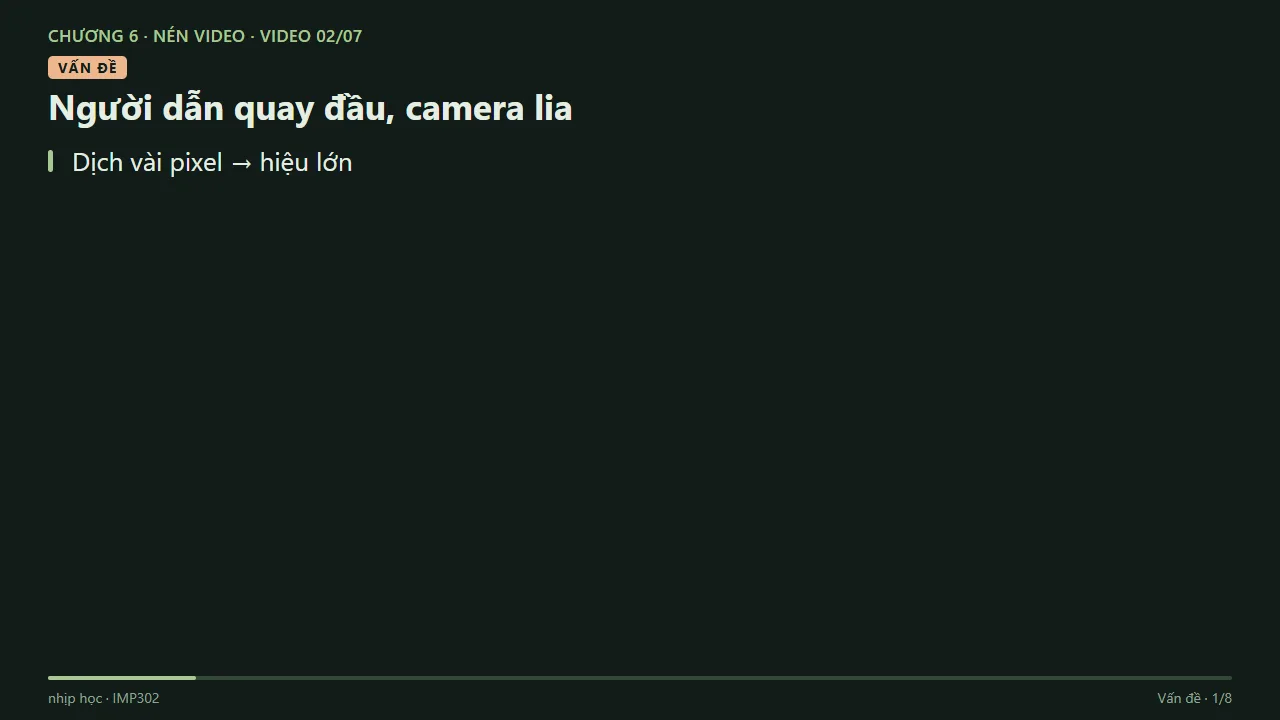 CHƯƠNG 6 · NÉN VIDEO · VIDEO 02/07
VẤN ĐỀ
Người dẫn quay đầu, camera lia
Dịch vài pixel → hiệu lớn
nhịp học · IMP302
Vấn đề · 1/8